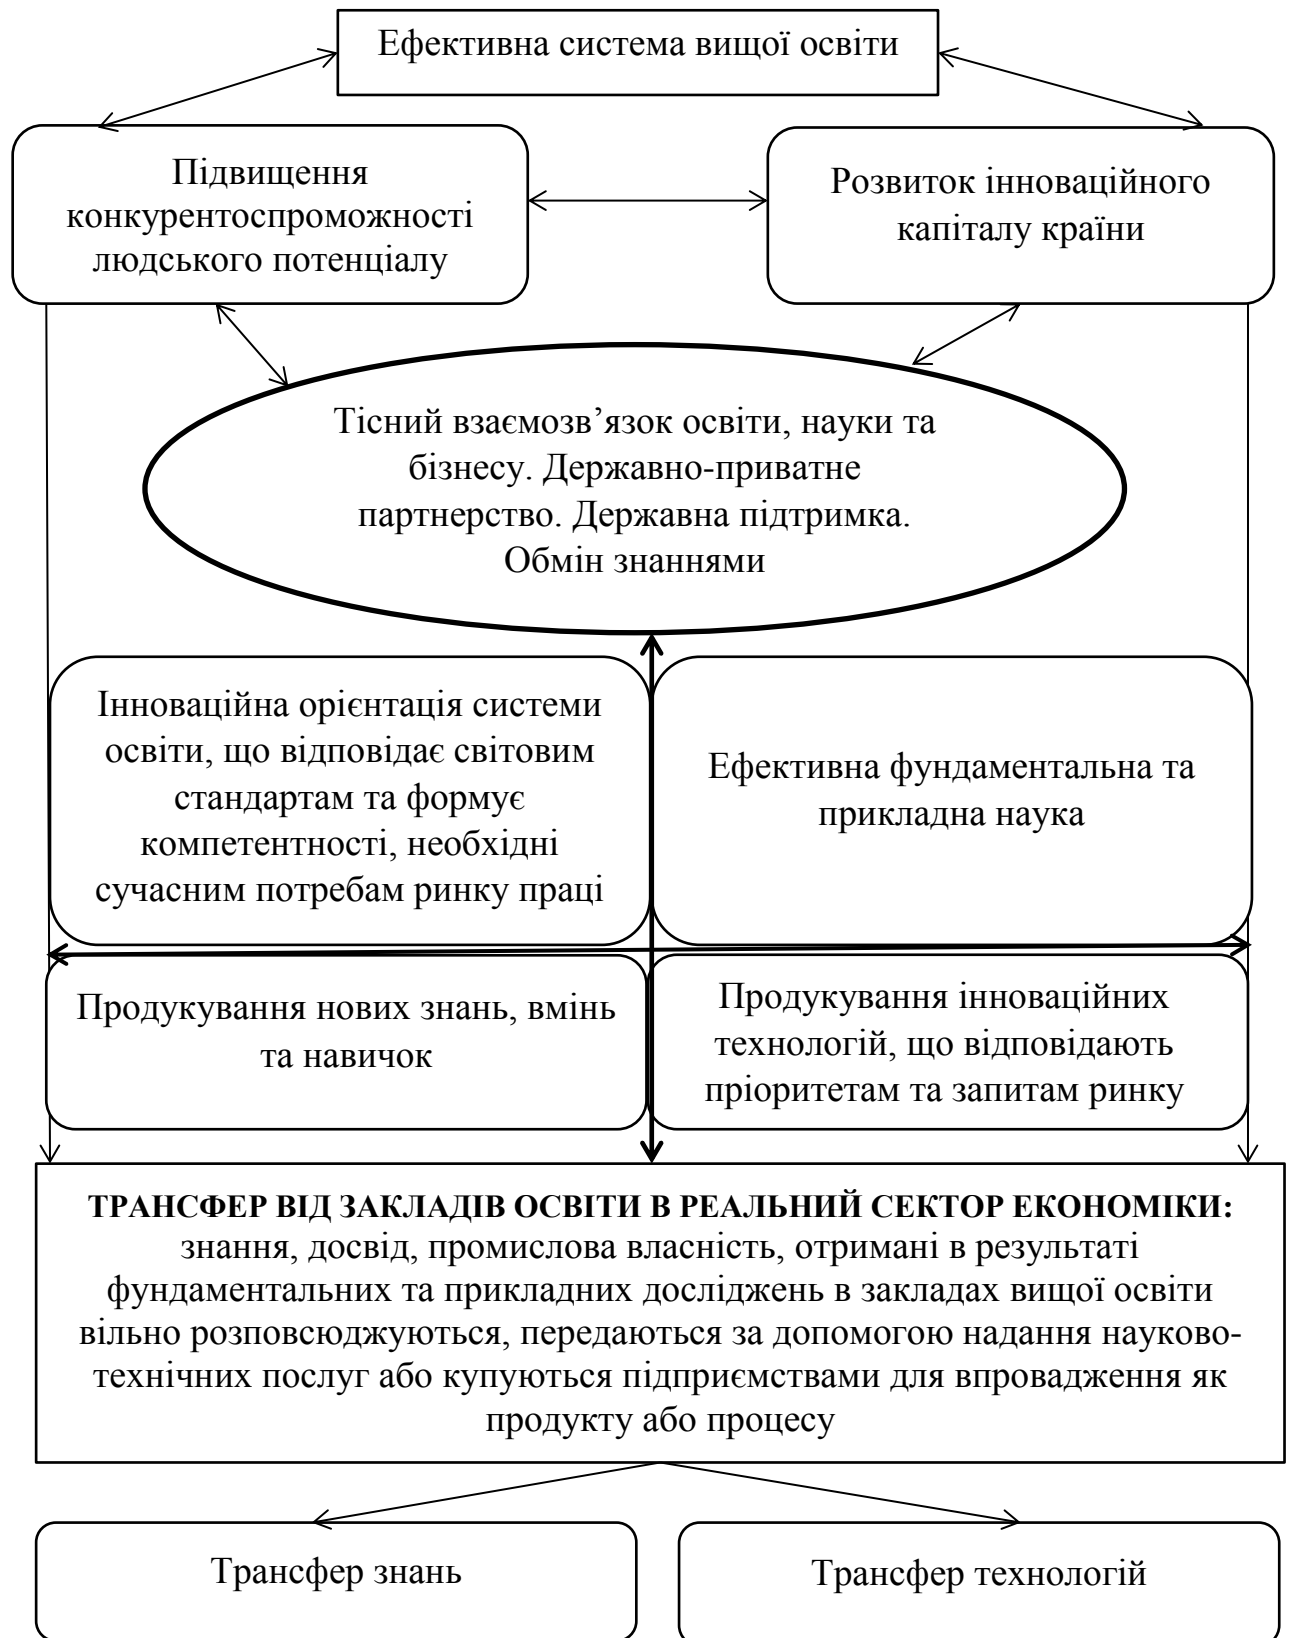 Ефективна система вищої освіти
Підвищення
конкурентоспроможності
людського потенціалу
Розвиток інноваційного
капіталу країни
Тісний взаємозв’язок освіти, науки та
бізнесу. Державно-приватне
партнерство. Державна підтримка.
Обмін знаннями
Інноваційна орієнтація системи
освіти, що відповідає світовим
стандартам та формує
компетентності, необхідні
сучасним потребам ринку праці
Ефективна фундаментальна та
прикладна наука
Продукування нових знань, вмінь
та навичок
Продукування інноваційних
технологій, що відповідають
пріоритетам та запитам ринку
ТРАНСФЕР ВІД ЗАКЛАДІВ ОСВІТИ В РЕАЛЬНИЙ СЕКТОР ЕКОНОМІКИ:
знання, досвід, промислова власність, отримані в результаті
фундаментальних та прикладних досліджень в закладах вищої освіти
вільно розповсюджуються, передаються за допомогою надання науково-
технічних послуг або купуються підприємствами для впровадження як
продукту або процесу
Трансфер знань
Трансфер технологій